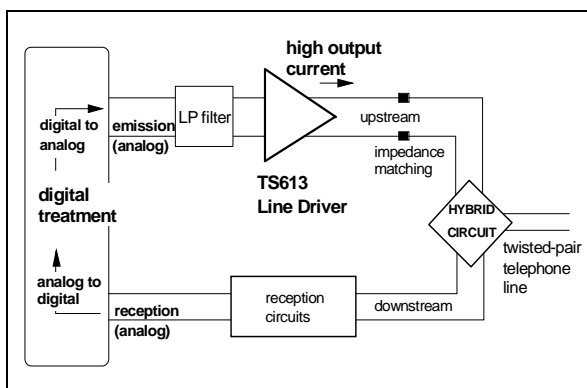 high output
current
digital to
analog
emission
(analog)
LP filter
upstream
impedance
matching
TS613
Line Driver
digital
treatment
HYBRID
CIRCUIT
twisted-pair
telephone
line
analog to
digital
reception
(analog)
reception
circuits
downstream